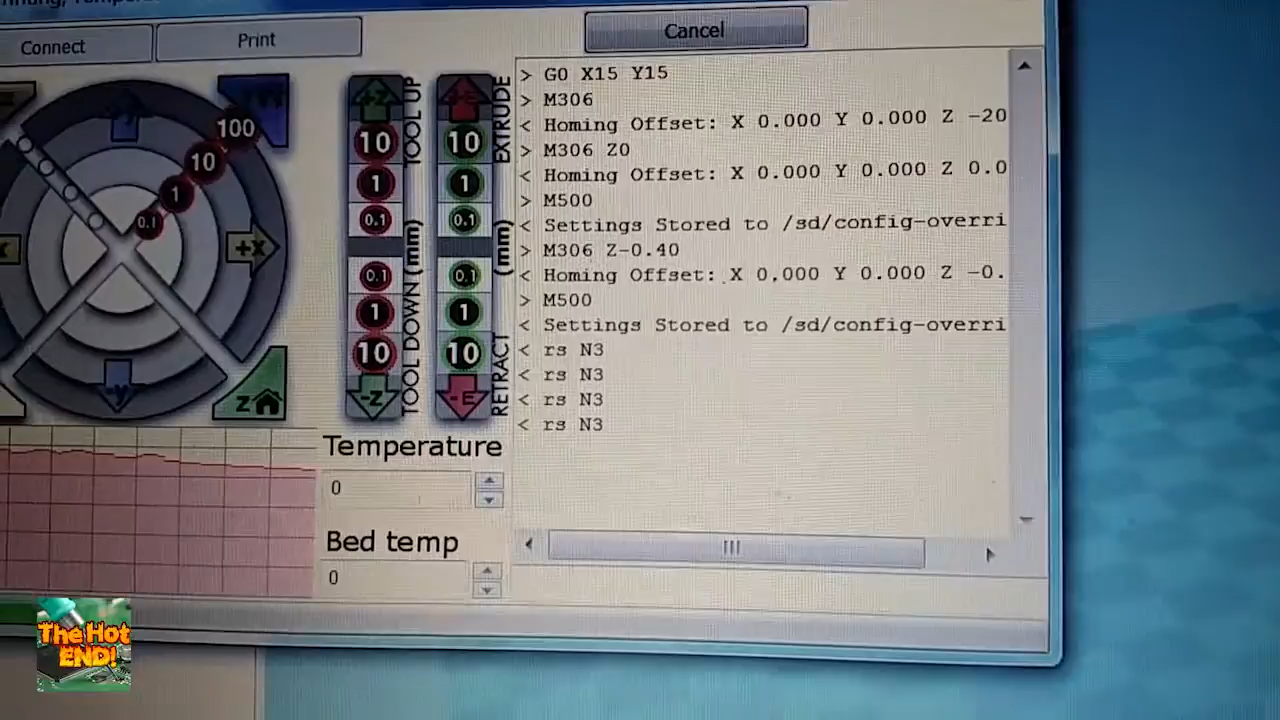 Connect
Print
Cancel
> G0 X15 Y15
> M306
< Homing Offset: X 0.000 Y 0.000 Z -20
> M306 Z0
< Homing Offset: X 0.000 Y 0.000 Z 0.0
> M500
< Settings Stored to /sd/config-overri
> M306 Z-0.40
< Homing Offset: X 0.000 Y 0.000 Z -0.
> M500
< Settings Stored to /sd/config-overri
< rs N3
< rs N3
< rs N3
< rs N3
+y
100
10
1
0.1
+x
-y
z
+Z
10
1
0.1
0.1
1
10
-Z
TOOL UP
TOOL DOWN (mm)
+E
10
1
0.1
0.1
1
10
-E
EXTRUDE
RETRACT (mm)
Temperature
0
Bed temp
0
The Hot
END!